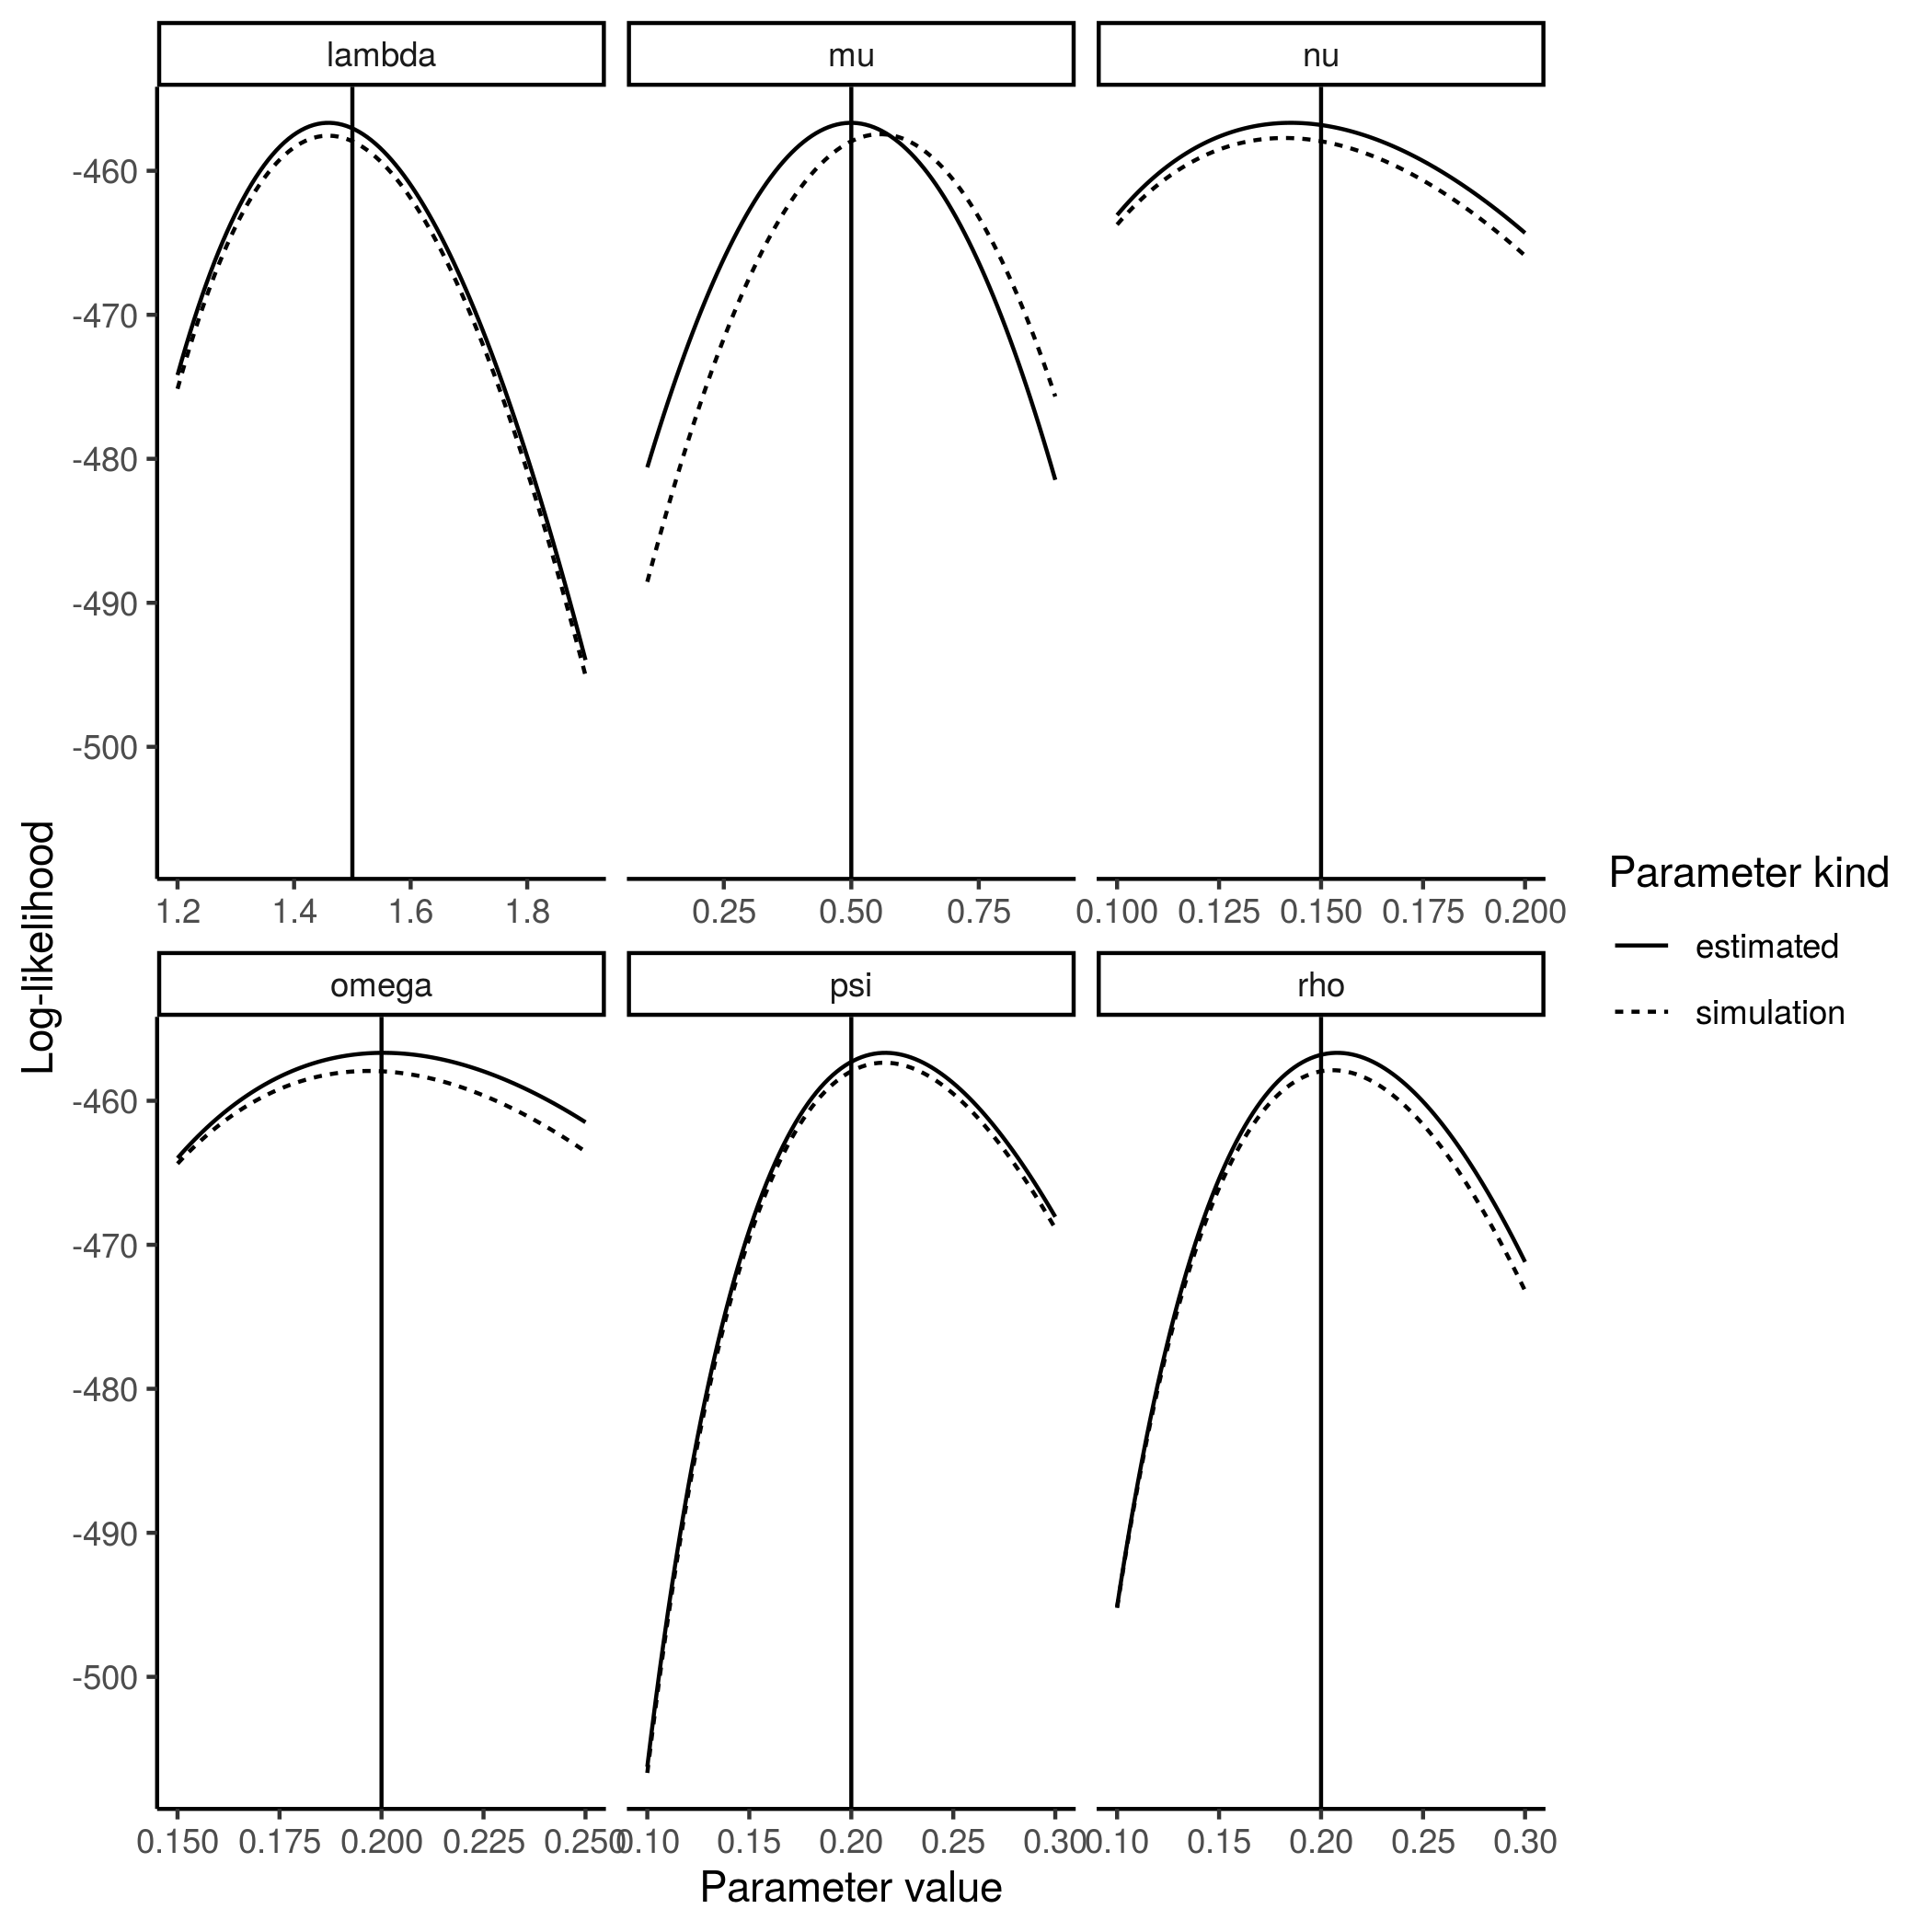 lambda
mu
nu
-460
-470
-480
-490
-500
1.2 1.4 1.6 1.8
0.25 0.50 0.75
0.100 0.125 0.150 0.175 0.200
Log-likelihood
Parameter kind
estimated
simulation
omega
psi
rho
-460
-470
-480
-490
-500
0.150 0.175 0.200 0.225 0.250
0.10 0.15 0.20 0.25 0.30
0.10 0.15 0.20 0.25 0.30
Parameter value